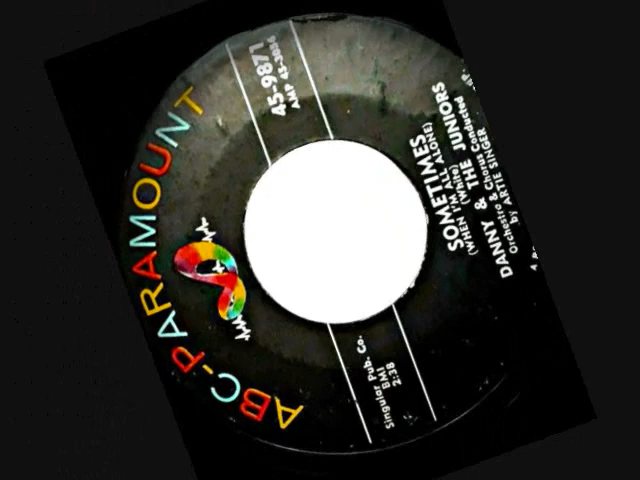 ABC-PARAMOUNT
Singular Pub. Co.
BMI
2:38
45-9871
AMP 45-3036
SOMETIMES
(WHEN I'M ALL ALONE)
(White)
DANNY & THE JUNIORS
Orchestra & Chorus Conducted
by ARTIE SINGER